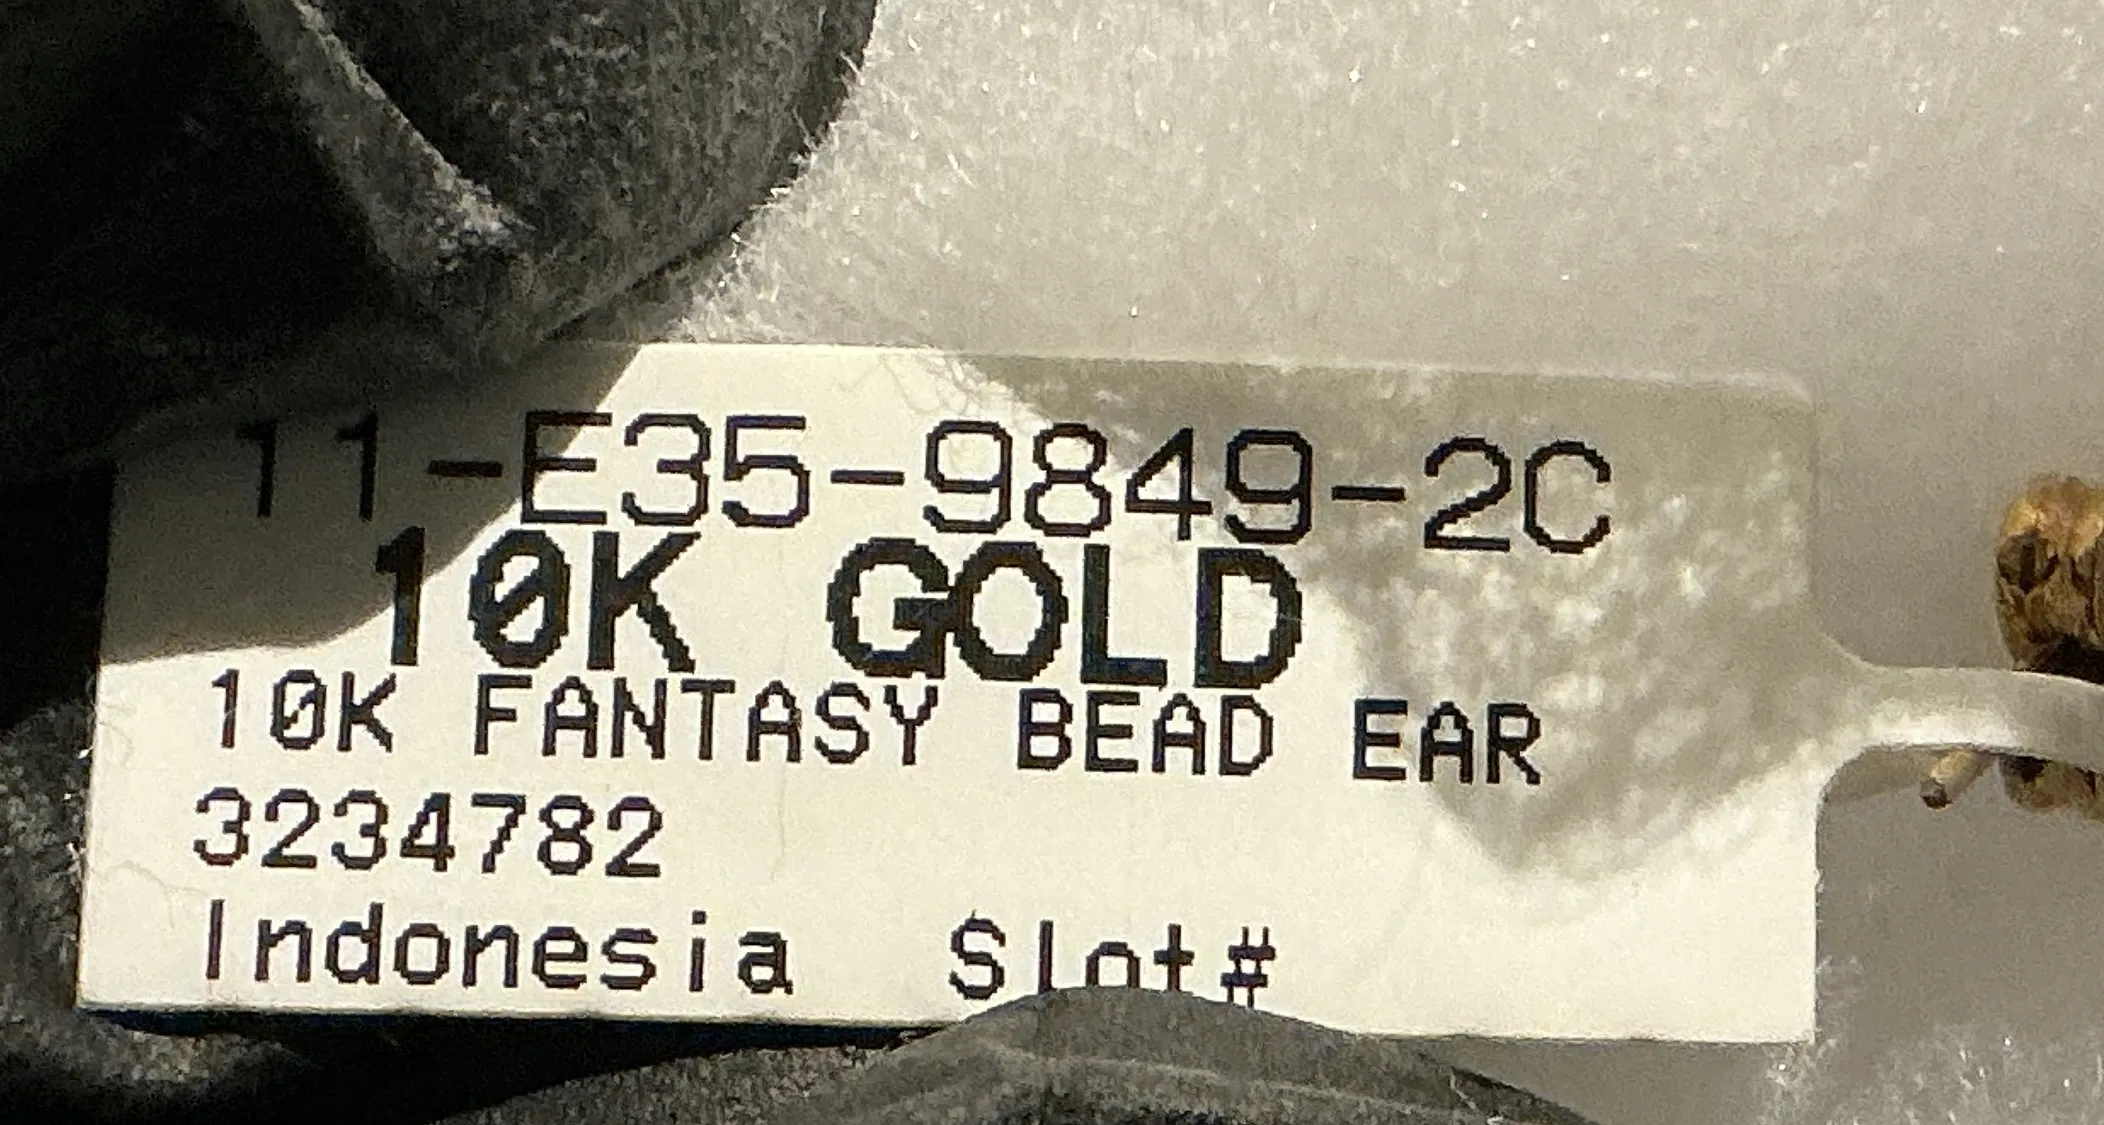 11-E35-9849-2C
10K GOLD
10K FANTASY BEAD EAR
3234782
Indonesia Slot#